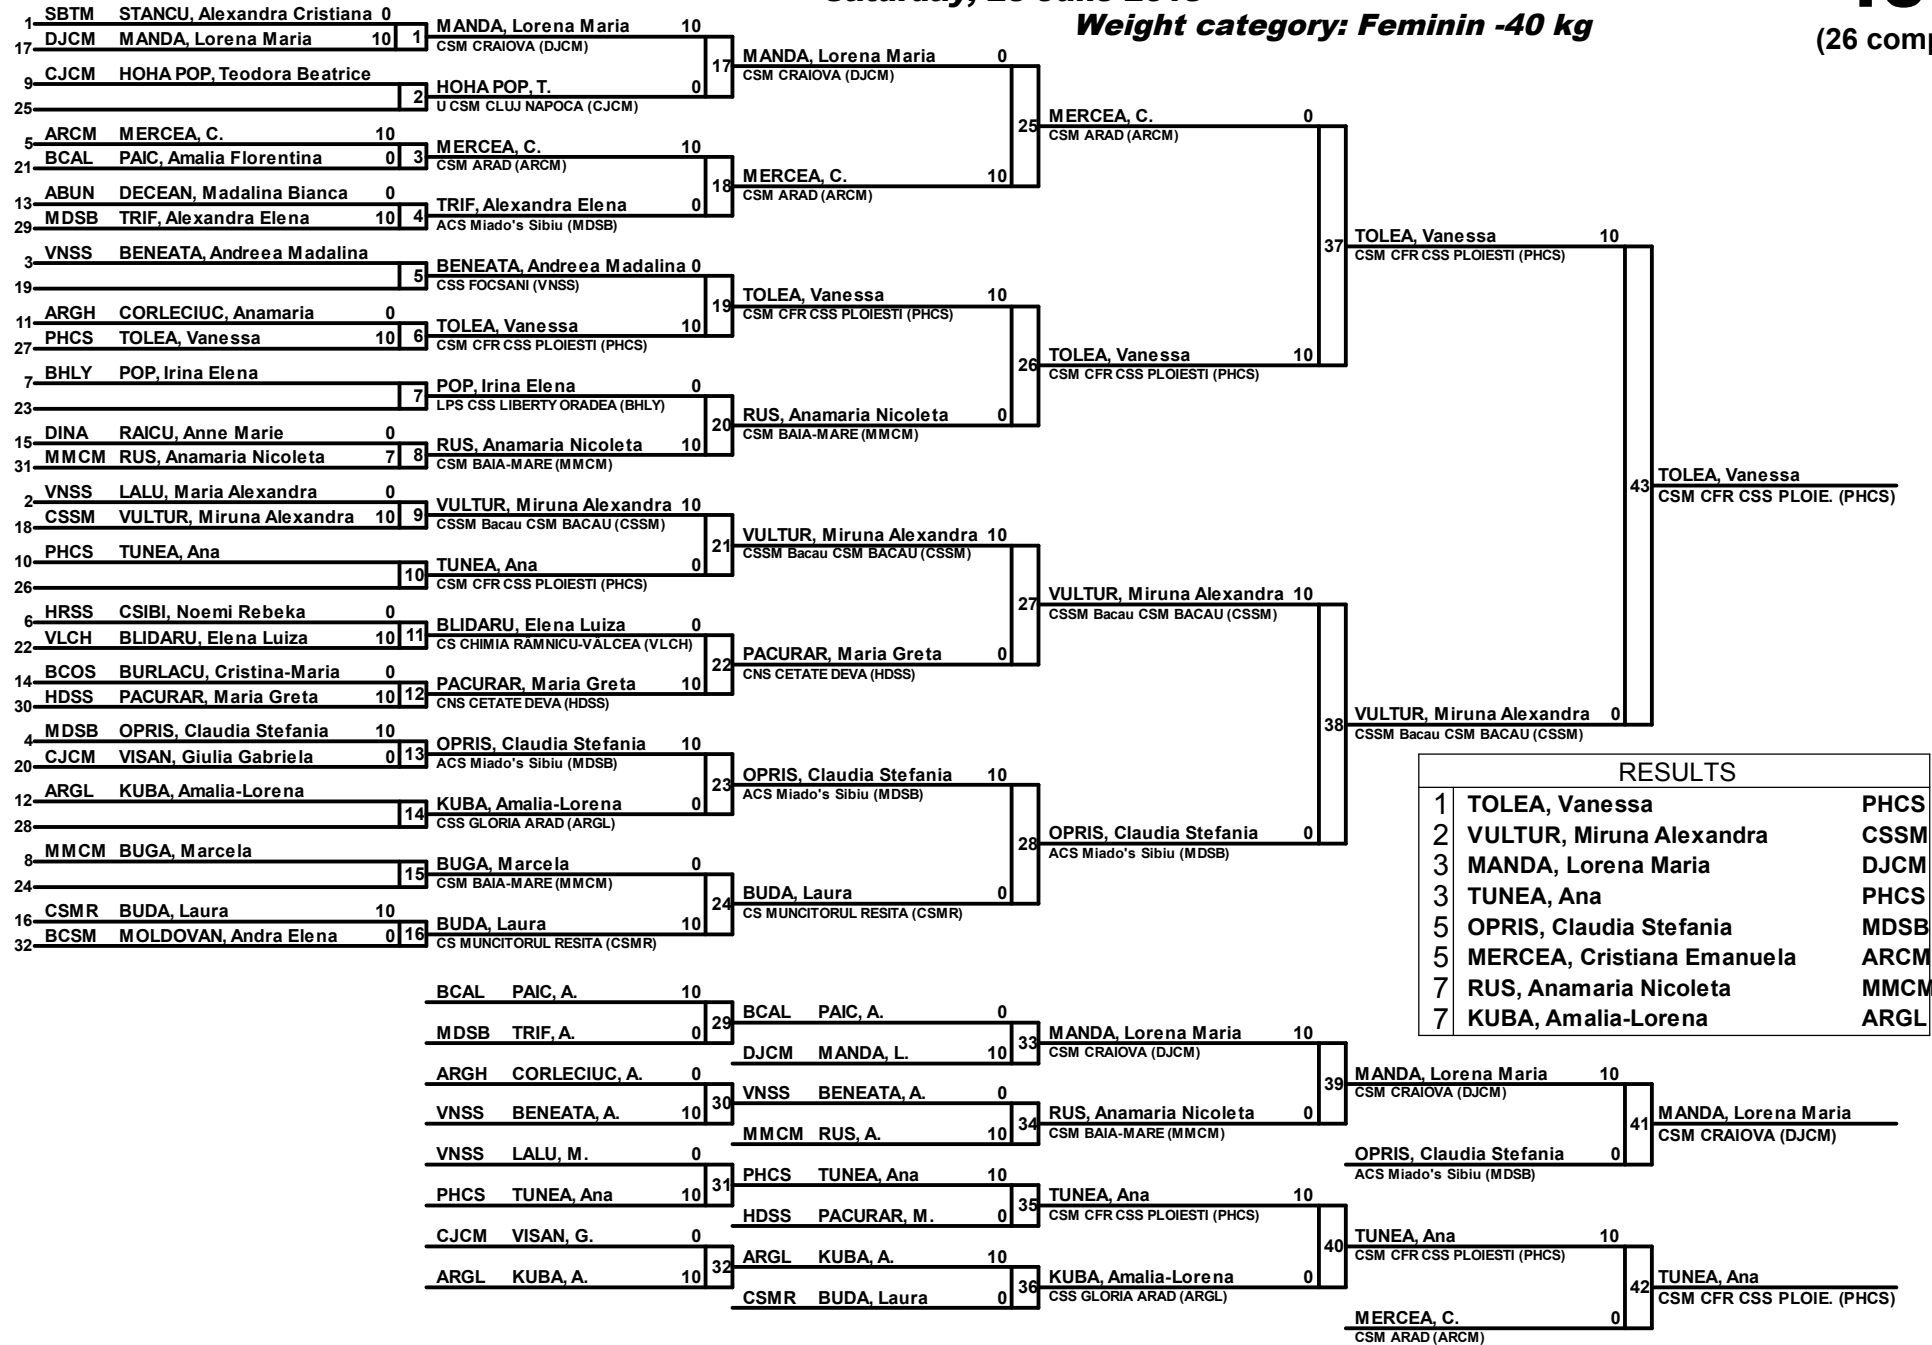 Weight category: Feminin -40 kg
1 SBTM STANCU, Alexandra Cristiana 0
17 DJCM MANDA, Lorena Maria 10 1
9 CJCM HOHA POP, Teodora Beatrice
25 2
5 ARCM MERCEA, C. 10
21 BCAL PAIC, Amalia Florentina 0 3
13 ABUN DECEAN, Madalina Bianca 0
29 MDSB TRIF, Alexandra Elena 10 4
3 VNSS BENEATA, Andreea Madalina
19 5
11 ARGH CORLECIUC, Anamaria 0
27 PHCS TOLEA, Vanessa 10 6
7 BHLY POP, Irina Elena
23 7
15 DINA RAICU, Anne Marie 0
31 MMCM RUS, Anamaria Nicoleta 7 8
2 VNSS LALU, Maria Alexandra 0
18 CSSM VULTUR, Miruna Alexandra 10 9
10 PHCS TUNEA, Ana
26 10
6 HRSS CSIBI, Noemi Rebeka 0
22 VLCH BLIDARU, Elena Luiza 10 11
14 BCOS BURLACU, Cristina-Maria 0
30 HDSS PACURAR, Maria Greta 10 12
4 MDSB OPRIS, Claudia Stefania 10
20 CJCM VISAN, Giulia Gabriela 0 13
12 ARGL KUBA, Amalia-Lorena
28 14
8 MMCM BUGA, Marcela
24 15
16 CSMR BUDA, Laura 10
32 BCSM MOLDOVAN, Andra Elena 0 16
MANDA, Lorena Maria 10
CSM CRAIOVA (DJCM)
17
HOHA POP, T. 0
U CSM CLUJ NAPOCA (CJCM)
MERCEA, C. 10
CSM ARAD (ARCM)
18
TRIF, Alexandra Elena 0
ACS Miado's Sibiu (MDSB)
BENEATA, Andreea Madalina 0
CSS FOCSANI (VNSS)
19
TOLEA, Vanessa 10
CSM CFR CSS PLOIESTI (PHCS)
POP, Irina Elena 0
LPS CSS LIBERTY ORADEA (BHLY)
20
RUS, Anamaria Nicoleta 10
CSM BAIA-MARE (MMCM)
VULTUR, Miruna Alexandra 10
CSSM Bacau CSM BACAU (CSSM)
21
TUNEA, Ana 0
CSM CFR CSS PLOIESTI (PHCS)
BLIDARU, Elena Luiza 0
CS CHIMIA RÂMNICU-VÂLCEA (VLCH)
22
PACURAR, Maria Greta 10
CNS CETATE DEVA (HDSS)
OPRIS, Claudia Stefania 10
ACS Miado's Sibiu (MDSB)
23
KUBA, Amalia-Lorena 0
CSS GLORIA ARAD (ARGL)
BUGA, Marcela 0
CSM BAIA-MARE (MMCM)
24
BUDA, Laura 10
CS MUNCITORUL RESITA (CSMR)
MANDA, Lorena Maria 0
CSM CRAIOVA (DJCM)
25
MERCEA, C. 10
CSM ARAD (ARCM)
TOLEA, Vanessa 10
CSM CFR CSS PLOIESTI (PHCS)
26
RUS, Anamaria Nicoleta 0
CSM BAIA-MARE (MMCM)
VULTUR, Miruna Alexandra 10
CSSM Bacau CSM BACAU (CSSM)
27
PACURAR, Maria Greta 0
CNS CETATE DEVA (HDSS)
OPRIS, Claudia Stefania 10
ACS Miado's Sibiu (MDSB)
28
BUDA, Laura 0
CS MUNCITORUL RESITA (CSMR)
MERCEA, C. 0
CSM ARAD (ARCM)
37
TOLEA, Vanessa 10
CSM CFR CSS PLOIESTI (PHCS)
VULTUR, Miruna Alexandra 10
CSSM Bacau CSM BACAU (CSSM)
38
OPRIS, Claudia Stefania 0
ACS Miado's Sibiu (MDSB)
TOLEA, Vanessa 10
CSM CFR CSS PLOIESTI (PHCS)
43
VULTUR, Miruna Alexandra 0
CSSM Bacau CSM BACAU (CSSM)
TOLEA, Vanessa
CSM CFR CSS PLOIE. (PHCS)
(26
RESULTS
1 TOLEA, Vanessa PHCS
2 VULTUR, Miruna Alexandra CSSM
3 MANDA, Lorena Maria DJCM
3 TUNEA, Ana PHCS
5 OPRIS, Claudia Stefania MDSB
5 MERCEA, Cristiana Emanuela ARCM
7 RUS, Anamaria Nicoleta MMCM
7 KUBA, Amalia-Lorena ARGL
BCAL PAIC, A. 10
29
MDSB TRIF, A. 0
ARGH CORLECIUC, A. 0
30
VNSS BENEATA, A. 10
VNSS LALU, M. 0
31
PHCS TUNEA, Ana 10
CJCM VISAN, G. 0
32
ARGL KUBA, A. 10
BCAL PAIC, A. 0
33
DJCM MANDA, L. 10
VNSS BENEATA, A. 0
34
MMCM RUS, A. 10
PHCS TUNEA, Ana 10
35
HDSS PACURAR, M. 0
ARGL KUBA, A. 10
36
CSMR BUDA, Laura 0
MANDA, Lorena Maria 10
CSM CRAIOVA (DJCM)
39
RUS, Anamaria Nicoleta 0
CSM BAIA-MARE (MMCM)
TUNEA, Ana 10
CSM CFR CSS PLOIESTI (PHCS)
40
KUBA, Amalia-Lorena 0
CSS GLORIA ARAD (ARGL)
MANDA, Lorena Maria 10
CSM CRAIOVA (DJCM)
41
OPRIS, Claudia Stefania 0
ACS Miado's Sibiu (MDSB)
TUNEA, Ana 10
CSM CFR CSS PLOIESTI (PHCS)
42
MERCEA, C. 0
CSM ARAD (ARCM)
MANDA, Lorena Maria
CSM CRAIOVA (DJCM)
TUNEA, Ana
CSM CFR CSS PLOIE. (PHCS)